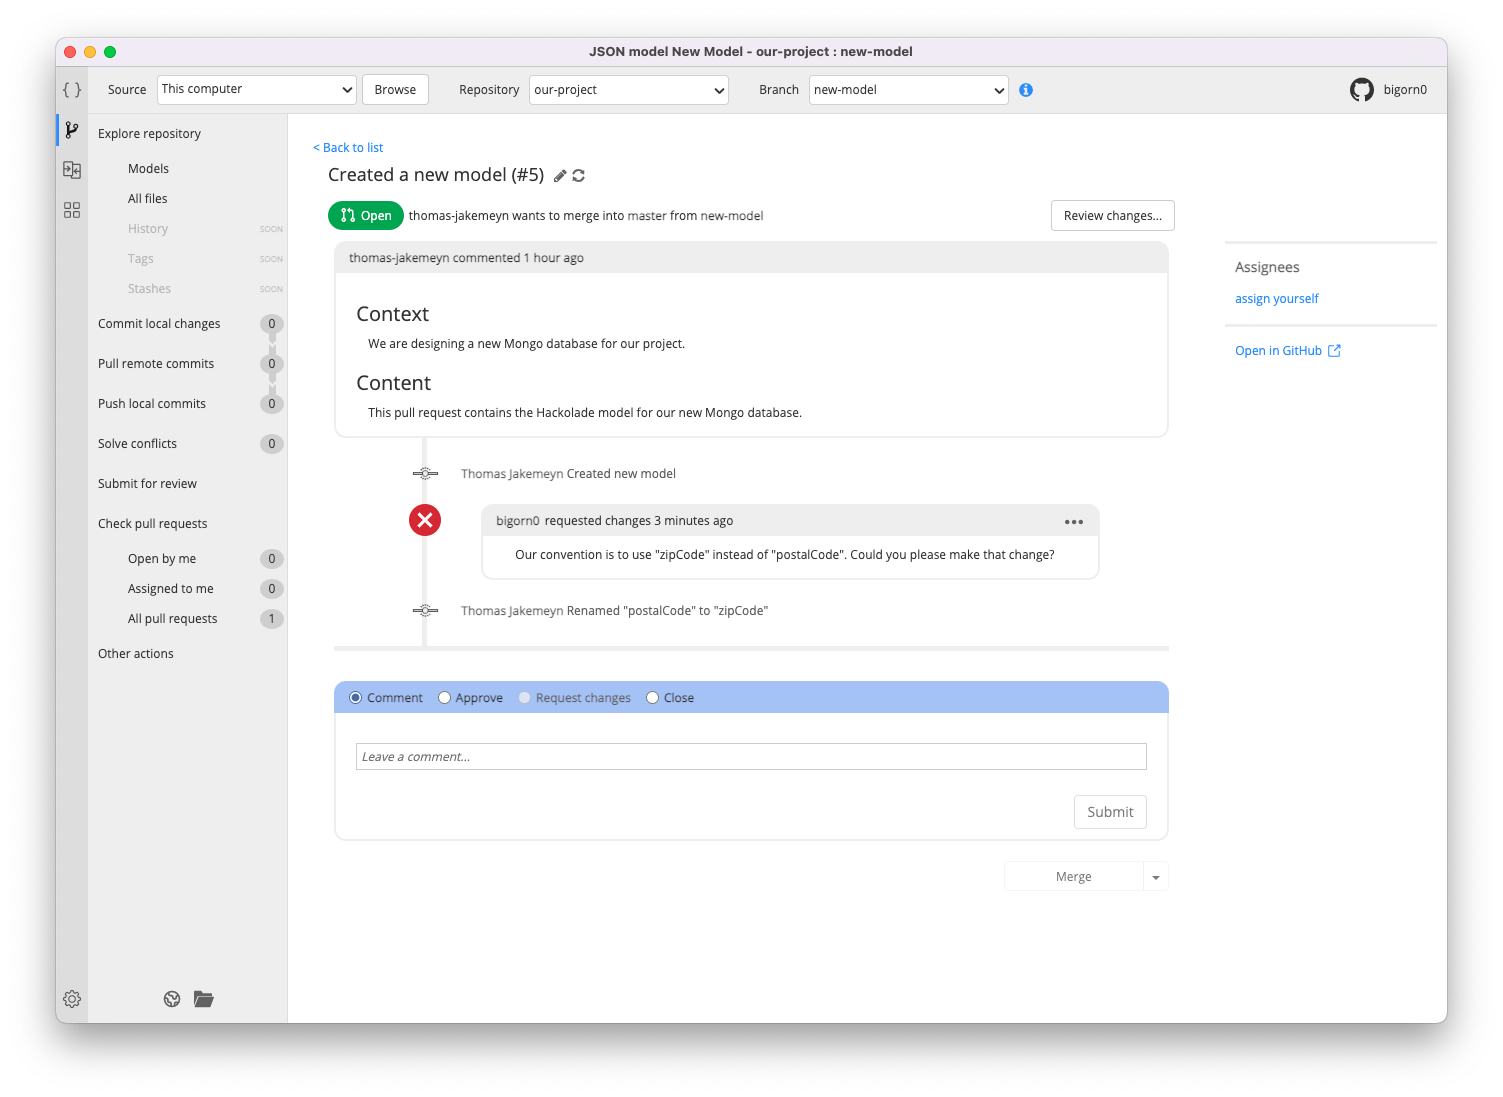 JSON model New Model - our-project : new-model
Source This computer Browse Repository our-project Branch new-model bigorn0
Explore repository
Models
All files
History SOON
Tags SOON
Stashes SOON
Commit local changes 0
Pull remote commits 0
Push local commits 0
Solve conflicts 0
Submit for review
Check pull requests
Open by me 0
Assigned to me 0
All pull requests 1
Other actions
< Back to list
Created a new model (#5)
Open thomas-jakemeyn wants to merge into master from new-model Review changes...
thomas-jakemeyn commented 1 hour ago
Context
We are designing a new Mongo database for our project.
Content
This pull request contains the Hackolade model for our new Mongo database.
Thomas Jakemeyn Created new model
bigorn0 requested changes 3 minutes ago
Our convention is to use "zipCode" instead of "postalCode". Could you please make that change?
Thomas Jakemeyn Renamed "postalCode" to "zipCode"
Comment Approve Request changes Close
Leave a comment...
Submit
Merge
Assignees
assign yourself
Open in GitHub